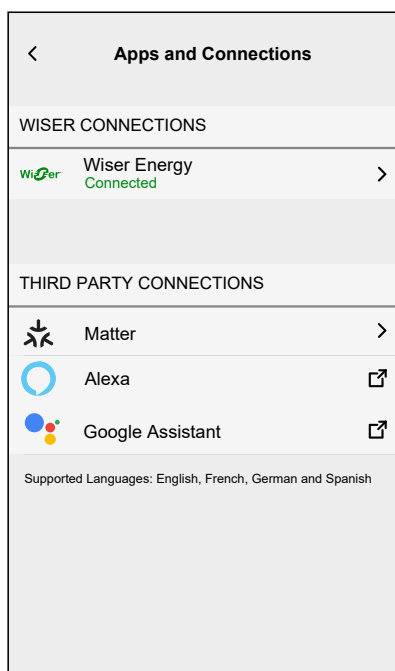 Apps and Connections
WISER CONNECTIONS
Wiser
Wiser Energy
Connected
THIRD PARTY CONNECTIONS
Matter
Alexa
Google Assistant
Supported Languages: English, French, German and Spanish